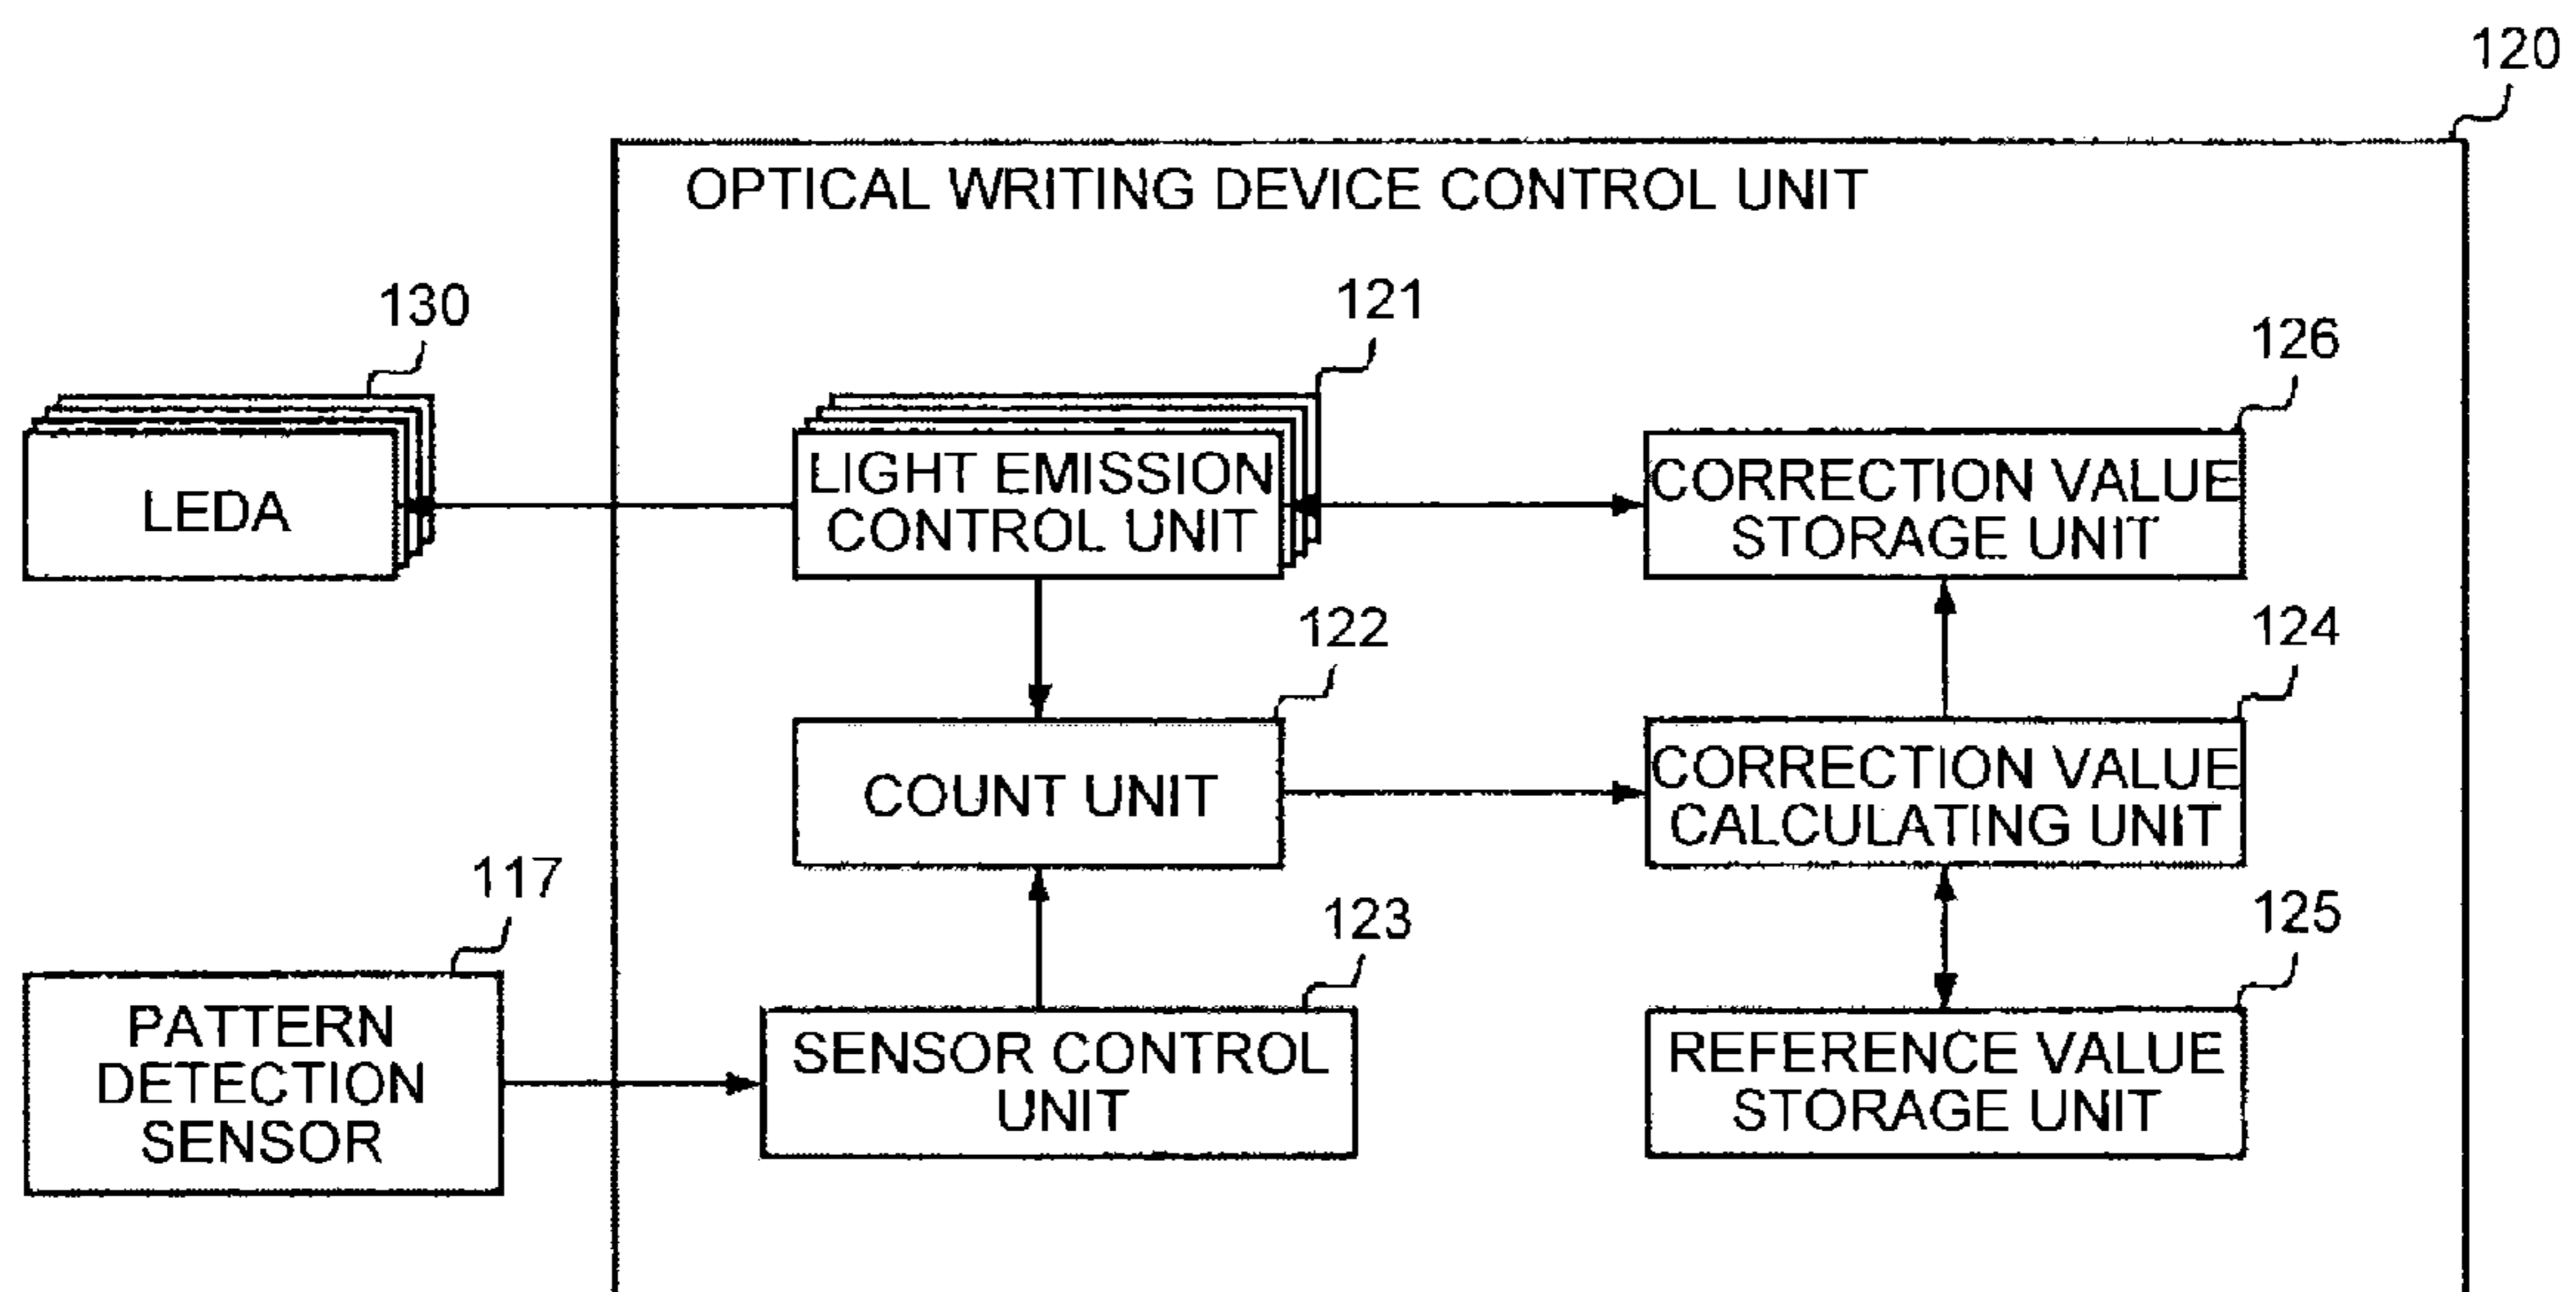 120
OPTICAL WRITING DEVICE CONTROL UNIT
130
121
126
LEDA
LIGHT EMISSION
CONTROL UNIT
CORRECTION VALUE
STORAGE UNIT
122
124
COUNT UNIT
CORRECTION VALUE
CALCULATING UNIT
117
123
125
PATTERN
DETECTION
SENSOR
SENSOR CONTROL
UNIT
REFERENCE VALUE
STORAGE UNIT